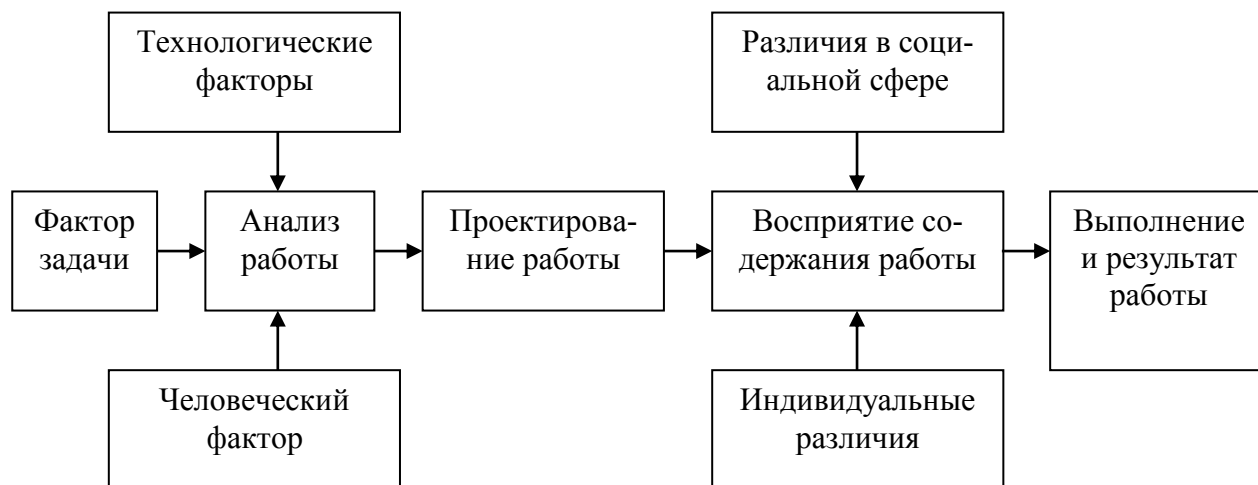 Технологические
факторы
Различия в соци-
альной сфере
Фактор
задачи
Анализ
работы
Проектирова-
ние работы
Восприятие со-
держания работы
Выполнение
и результат
работы
Человеческий
фактор
Индивидуальные
различия